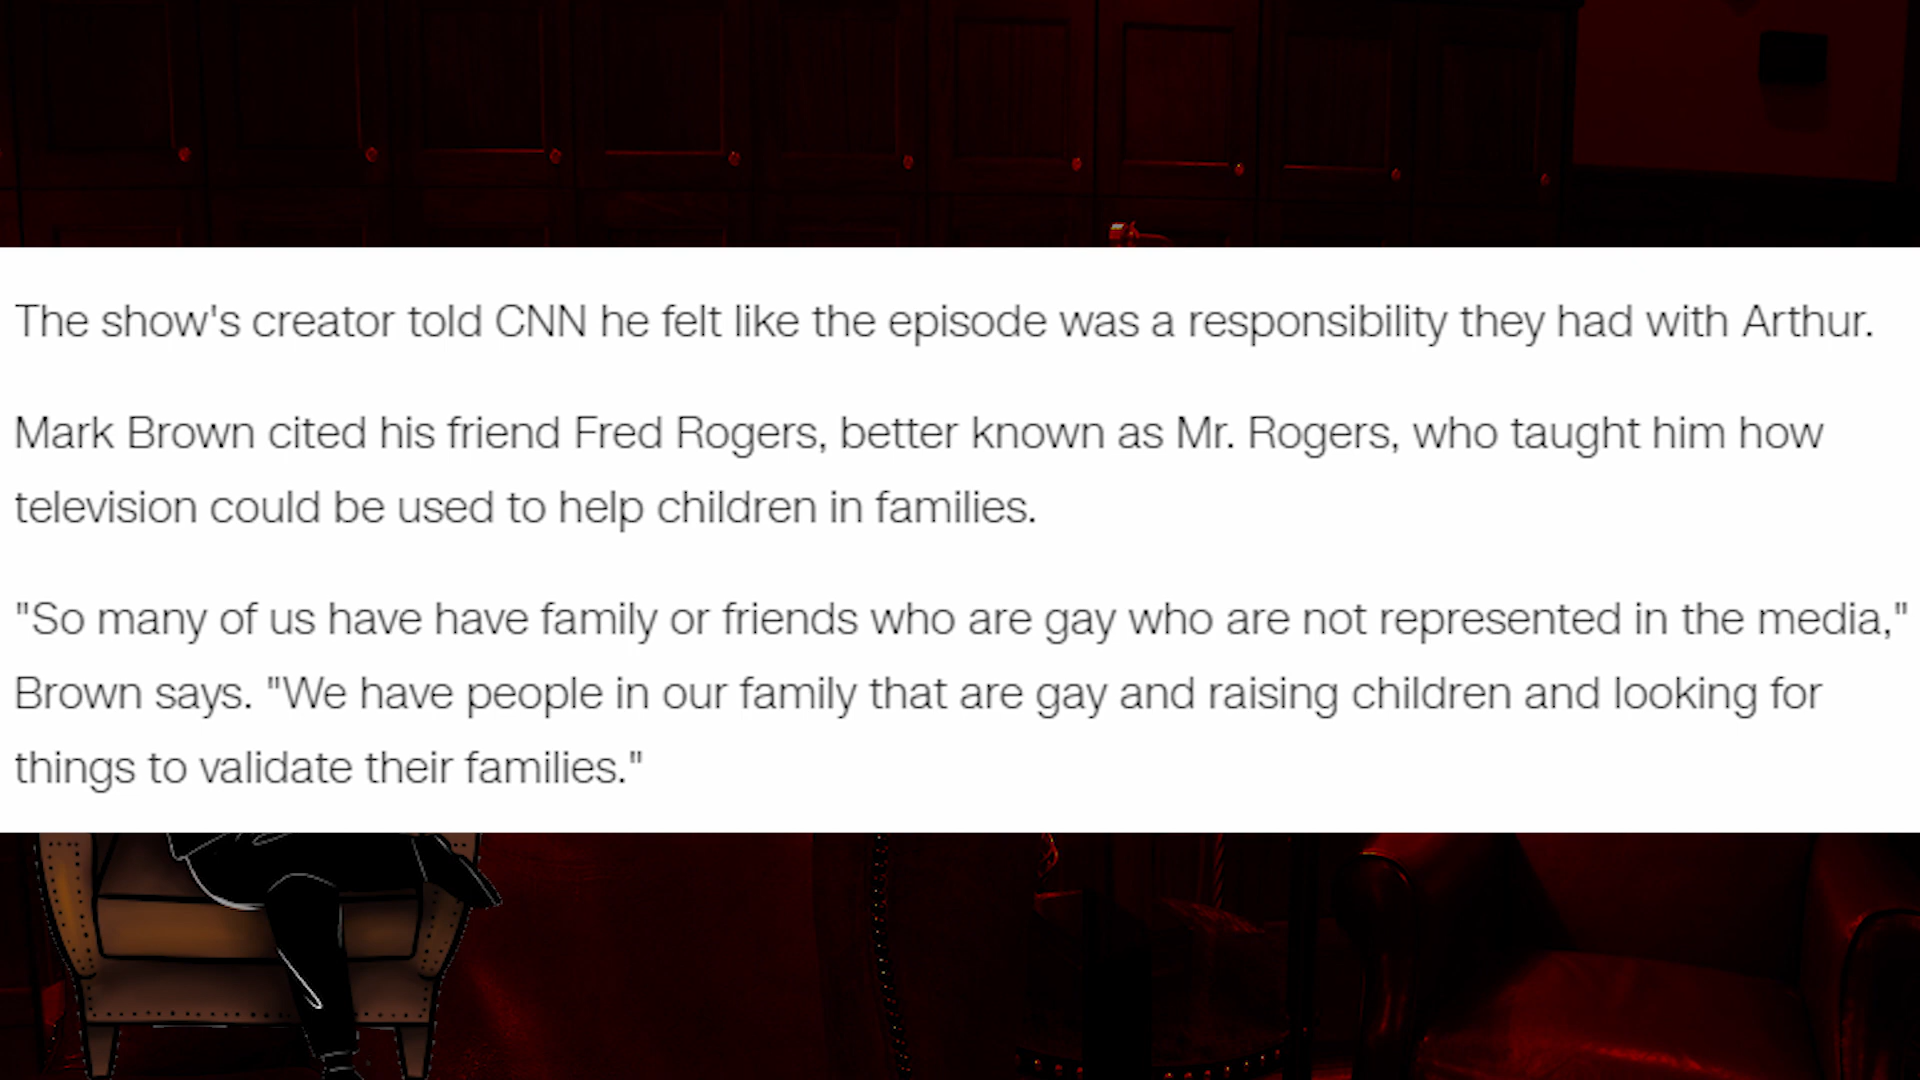 The show's creator told CNN he felt like the episode was a responsibility they had with Arthur.
Mark Brown cited his friend Fred Rogers, better known as Mr. Rogers, who taught him how
television could be used to help children in families.
"So many of us have have family or friends who are gay who are not represented in the media,"
Brown says. "We have people in our family that are gay and raising children and looking for
things to validate their families."